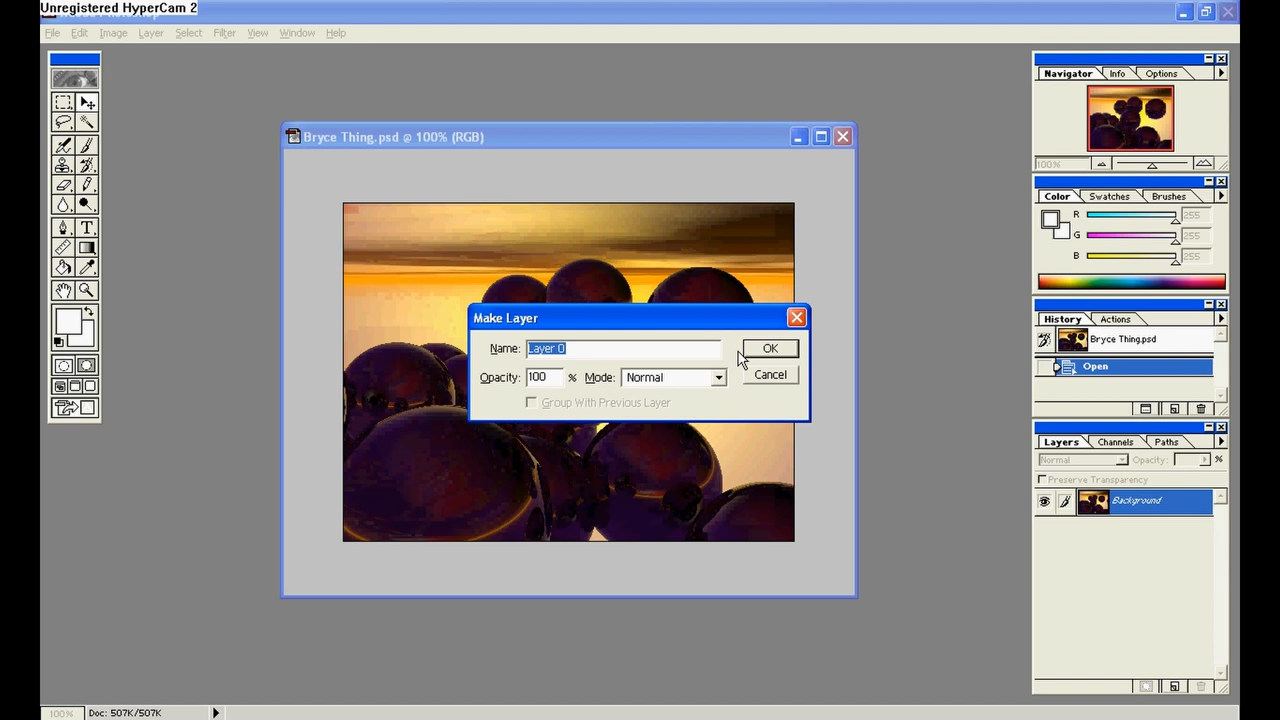 Unregistered HyperCam 2
File Edit Image Layer Select Filter View Window Help
Navigator Info Options
Bryce Thing.psd @ 100% (RGB)
100%
Color Swatches Brushes
R 255
G 255
B 255
Make Layer
Name: Layer 0 OK
Opacity: 100 % Mode: Normal Cancel
Group With Previous Layer
History Actions
Bryce Thing.psd
Open
Layers Channels Paths
Normal Opacity: %
Preserve Transparency
Background
100% Doc: 507K/507K